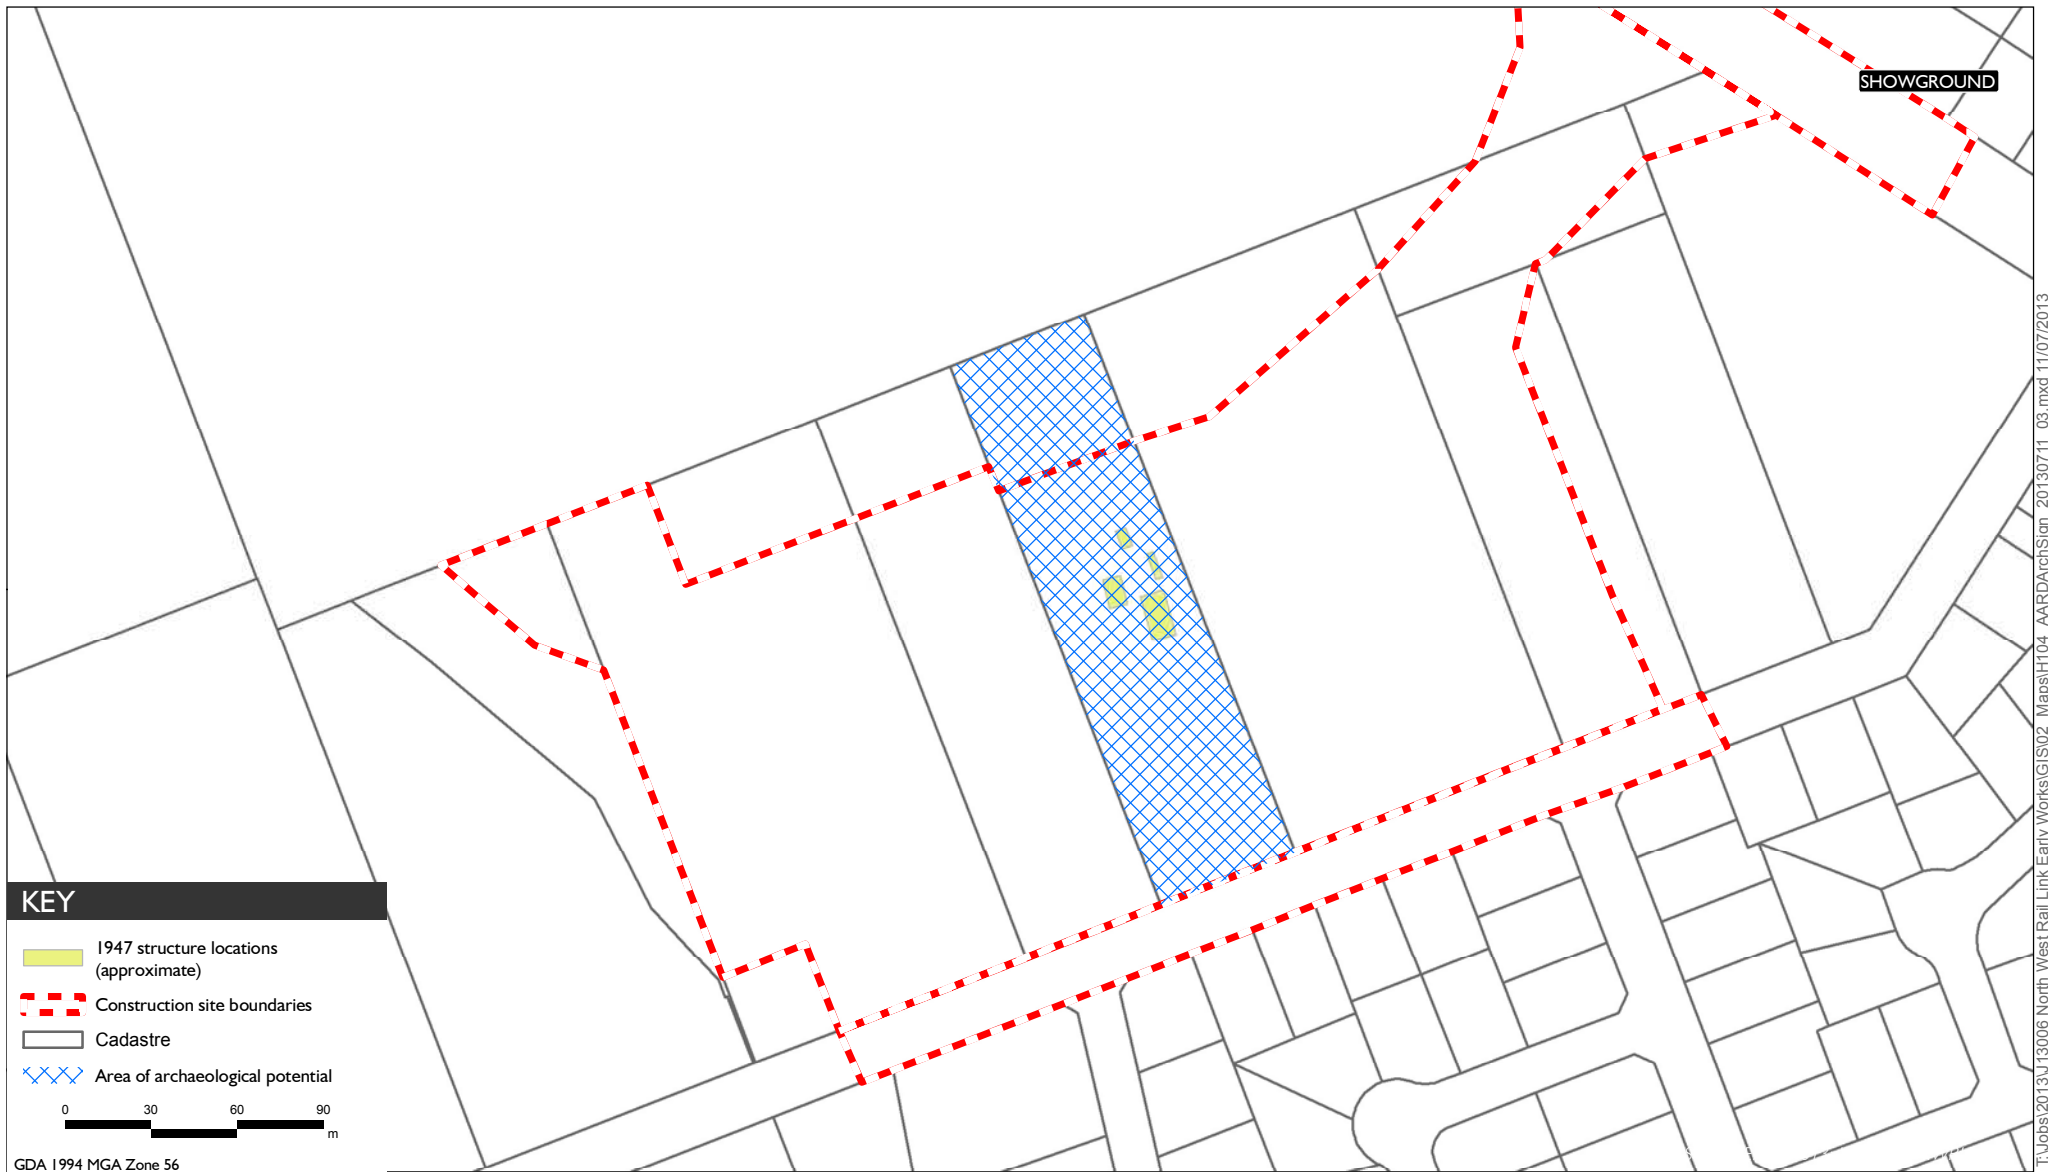 SHOWGROUND
KEY
1947 structure locations
(approximate)
Construction site boundaries
Cadastre
Area of archaeological potential
0 30 60 90
m
GDA 1994 MGA Zone 56
T:\Jobs\2013\J13006 North West Rail Link Early Works\GIS\02_Maps\H104_AARDArchSign_20130711_03.mxd 11/07/2013